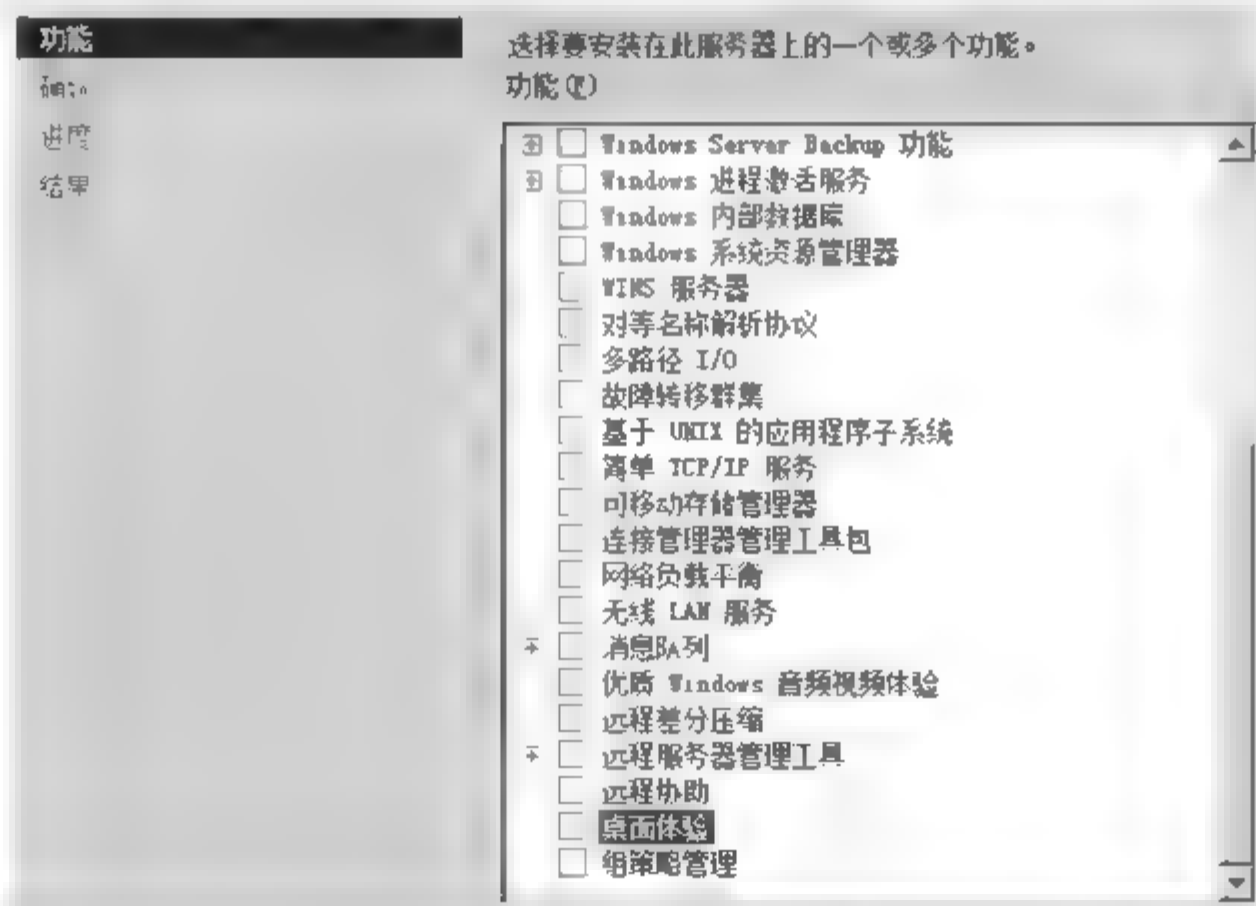 功能
确认
进度
结果
选择要安装在此服务器上的一个或多个功能。
功能(F)
Windows Server Backup 功能
Windows 进程激活服务
Windows 内部数据库
Windows 系统资源管理器
WINS 服务器
对等名称解析协议
多路径 I/O
故障转移群集
基于 UNIX 的应用程序子系统
简单 TCP/IP 服务
可移动存储管理器
连接管理器管理工具包
网络负载平衡
无线 LAN 服务
消息队列
优质 Windows 音频视频体验
远程差分压缩
远程服务器管理工具
远程协助
桌面体验
组策略管理